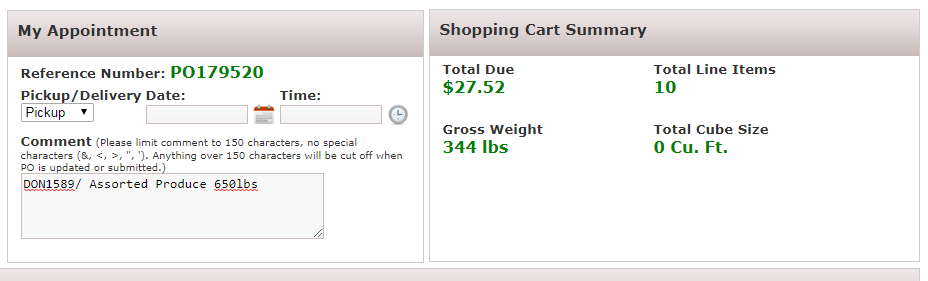 My Appointment
Reference Number: PO179520
Pickup/Delivery Date: Time:
Pickup
Comment (Please limit comment to 150 characters, no special
characters (&, <, >, ", '). Anything over 150 characters will be cut off when
PO is updated or submitted.)
DON1589/ Assorted Produce 650lbs
Shopping Cart Summary
Total Due Total Line Items
$27.52 10
Gross Weight Total Cube Size
344 lbs 0 Cu. Ft.